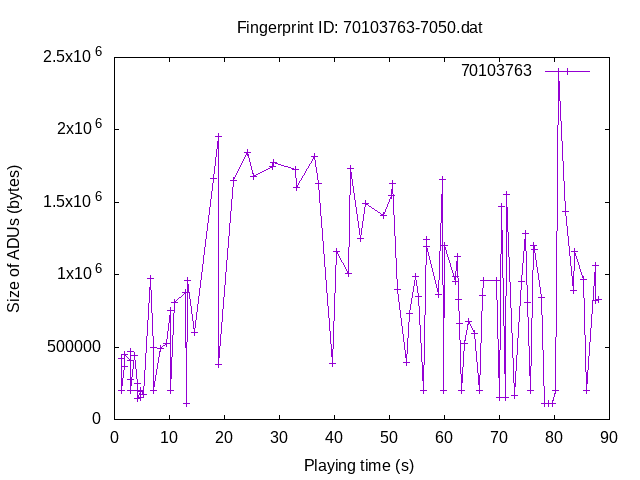 Fingerprint ID: 70103763-7050.dat
70103763
Size of ADUs (bytes)
2.5x10^6
2x10^6
1.5x10^6
1x10^6
500000
0
0 10 20 30 40 50 60 70 80 90
Playing time (s)